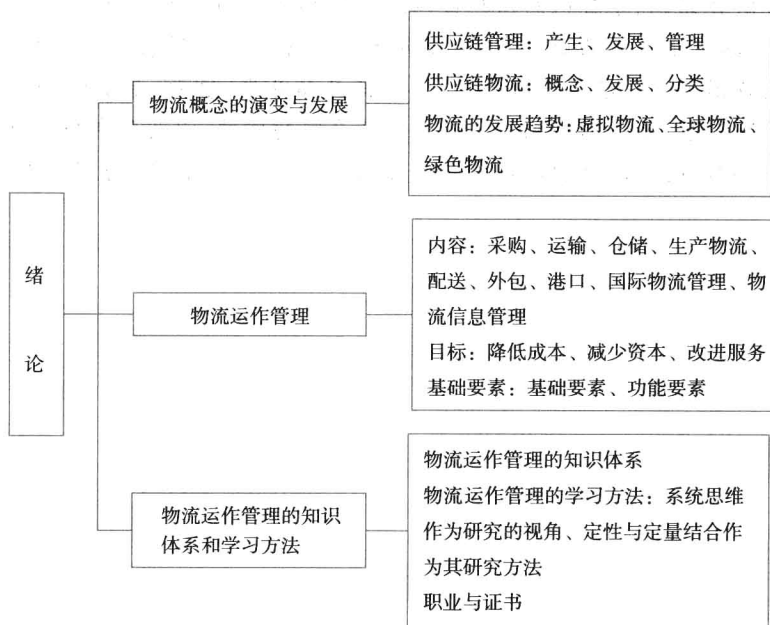 绪论
物流概念的演变与发展
供应链管理：产生、发展、管理
供应链物流：概念、发展、分类
物流的发展趋势：虚拟物流、全球物流、
绿色物流
物流运作管理
内容：采购、运输、仓储、生产物流、
配送、外包、港口、国际物流管理、物
流信息管理
目标：降低成本、减少资本、改进服务
基础要素：基础要素、功能要素
物流运作管理的知识
体系和学习方法
物流运作管理的知识体系
物流运作管理的学习方法：系统思维
作为研究的视角、定性与定量结合作
为其研究方法
职业与证书